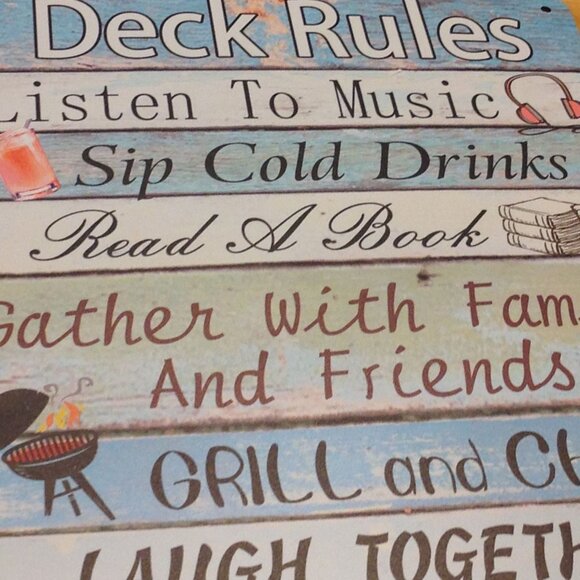 Deck Rules
Listen To Music
Sip Cold Drinks
Read A Book
Gather With Fam
And Friends
GRILL and Ch
LAUGH TOGETH